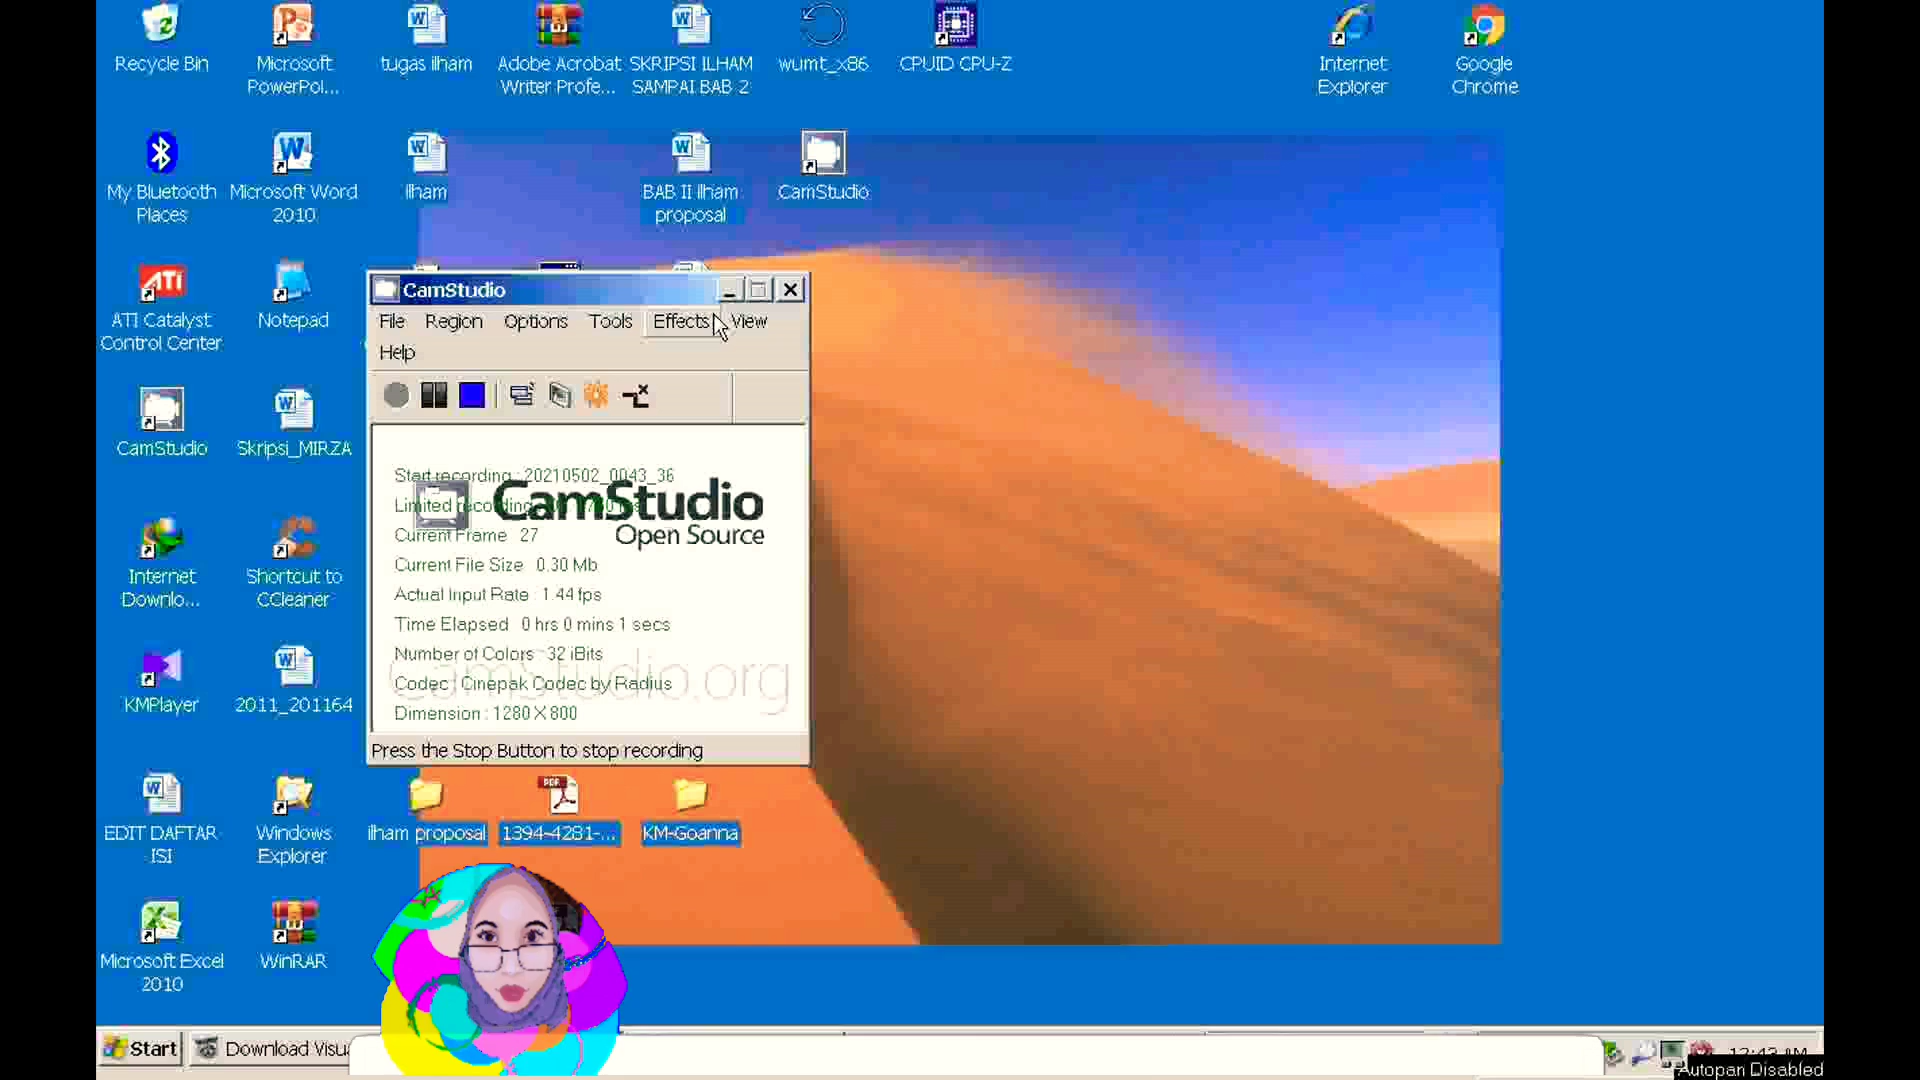 Recycle Bin
Microsoft
PowerPoi...
tugas ilham
Adobe Acrobat
Writer Profe...
SKRIPSI ILHAM
SAMPAI BAB 2
wumt_x86
CPUID CPU-Z
Internet
Explorer
Google
Chrome
My Bluetooth
Places
Microsoft Word
2010
ilham
BAB II ilham
proposal
CamStudio
ATI Catalyst
Control Center
Notepad
CamStudio
File Region Options Tools Effects View
Help
CamStudio
Skripsi_MIRZA
Start recording : 20210502_0043_36
Limited recording
CamStudio
Open Source
Current Frame 27
Current File Size 0.30 Mb
Actual Input Rate : 1.44 fps
Time Elapsed 0 hrs 0 mins 1 secs
Number of Colors : 32 iBits
Camstudio.org
Codec : Cinepak Codec by Radius
Dimension : 1280 X 800
Press the Stop Button to stop recording
Internet
Downlo...
Shortcut to
CCleaner
KMPlayer
2011_201164
EDIT DAFTAR
ISI
Windows
Explorer
ilham proposal
1394-4281-...
KM-Goanna
Microsoft Excel
2010
WinRAR
Start
Download Visu
12:43 AM
Autopan Disabled